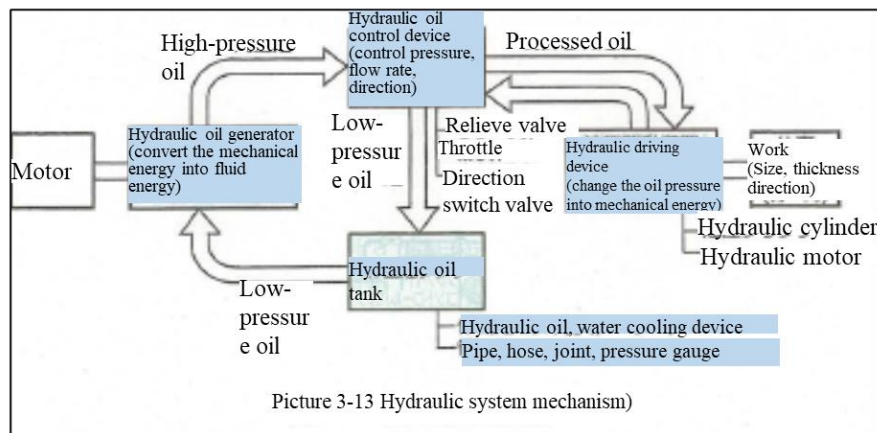 High-pressure
oil
Hydraulic oil
control device
(control pressure,
flow rate,
direction)
Processed oil
Motor
Hydraulic oil generator
(convert the mechanical
energy into fluid
energy)
Low-
pressur
e oil
Relieve valve
Throttle
Direction
switch valve
Hydraulic driving
device
(change the oil pressure
into mechanical energy)
Work
(Size, thickness
direction)
Hydraulic cylinder
Hydraulic motor
Low-
pressur
e oil
Hydraulic oil
tank
Hydraulic oil, water cooling device
Pipe, hose, joint, pressure gauge
Picture 3-13 Hydraulic system mechanism)